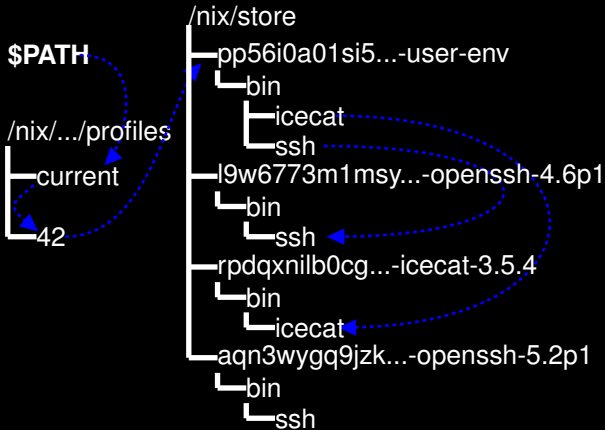 $PATH
/nix/.../profiles
current
42
/nix/store
pp56i0a01si5...-user-env
bin
icecat
ssh
l9w6773m1msy...-openssh-4.6p1
bin
ssh
rpdqxnilb0cg...-icecat-3.5.4
bin
icecat
aqn3wygq9jzk...-openssh-5.2p1
bin
ssh